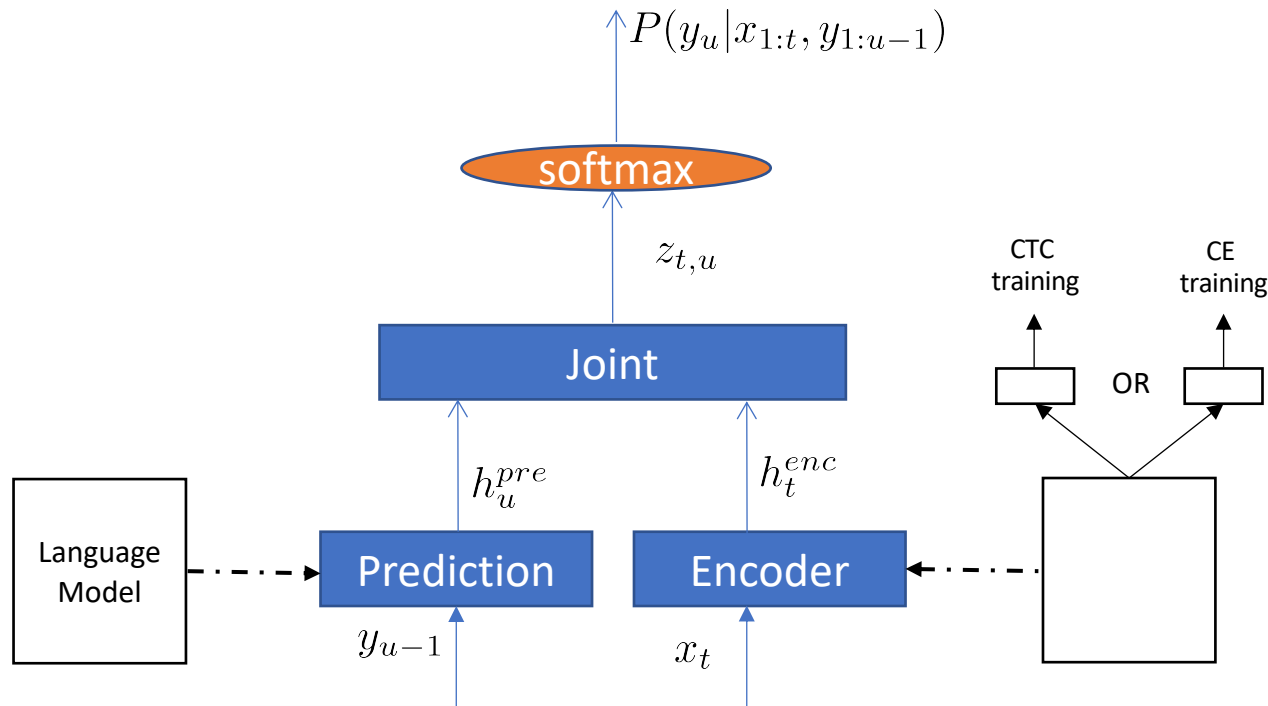 P(y_u|x_{1:t}, y_{1:u-1})
softmax
z_{t,u}
CTC
training
CE
training
Joint
OR
h_u^{pre}
h_t^{enc}
Language
Model
Prediction
Encoder
y_{u-1}
x_t